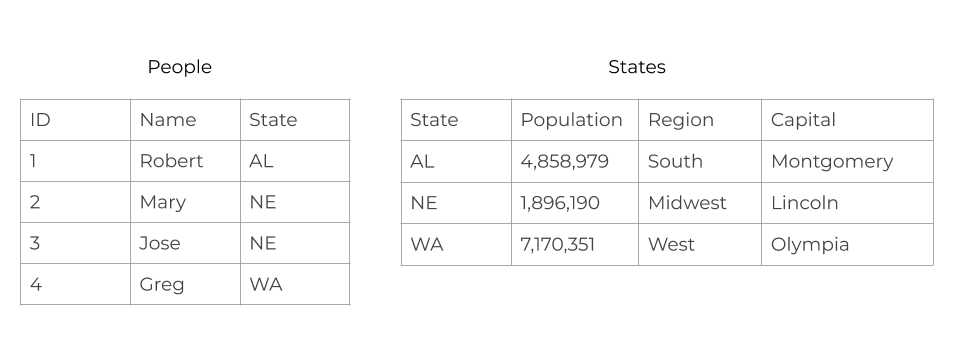 People
ID Name State
1 Robert AL
2 Mary NE
3 Jose NE
4 Greg WA
States
State Population Region Capital
AL 4,858,979 South Montgomery
NE 1,896,190 Midwest Lincoln
WA 7,170,351 West Olympia